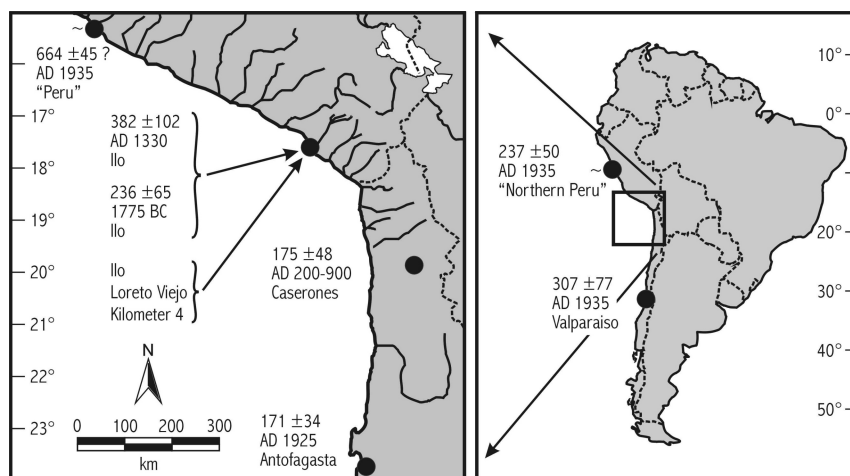 ~
664 ±45 ?
AD 1935
“Peru”
17°
382 ±102
AD 1330
Ilo
18°
236 ±65
1775 BC
Ilo
19°
175 ±48
AD 200-900
Caserones
20°
Ilo
Loreto Viejo
Kilometer 4
21°
22°
N
0 100 200 300
km
23°
171 ±34
AD 1925
Antofagasta
10°
0°
237 ±50
AD 1935
~
“Northern Peru”
10°
20°
307 ±77
AD 1935
Valparaiso
30°
40°
50°